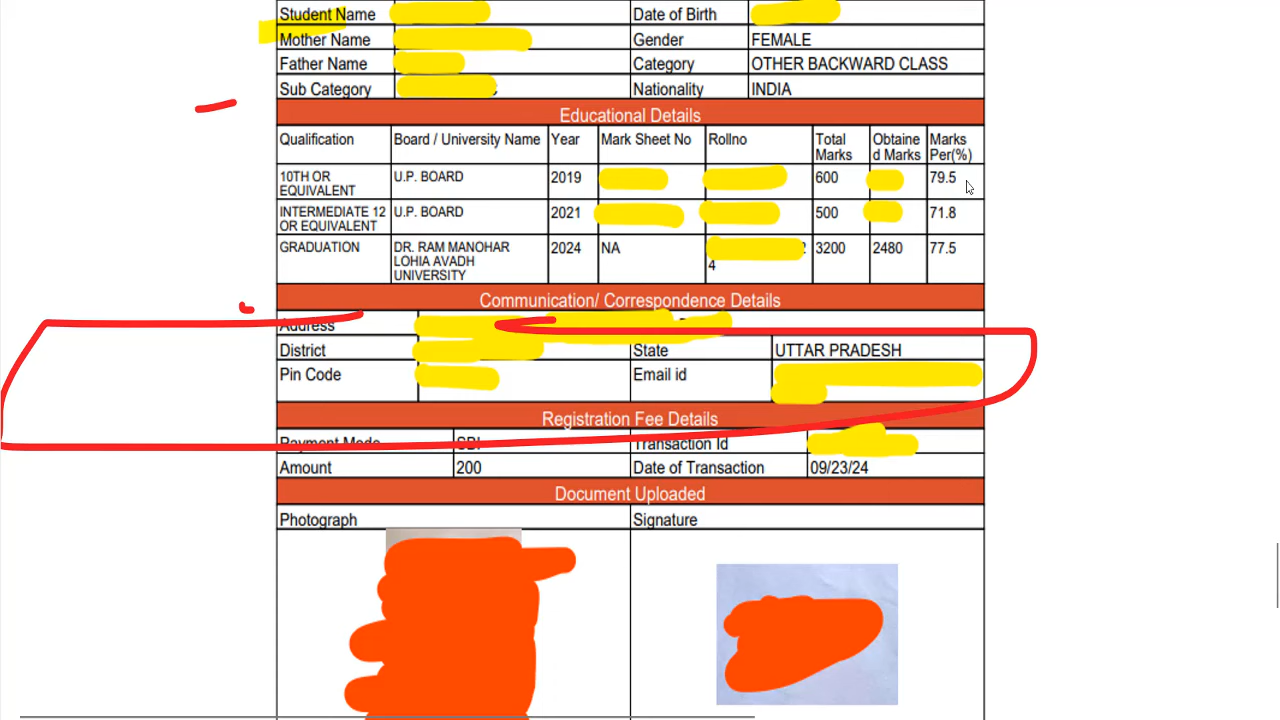 Student Name Date of Birth
Mother Name Gender FEMALE
Father Name Category OTHER BACKWARD CLASS
Sub Category Nationality INDIA
Educational Details
Qualification Board / University Name Year Mark Sheet No Rollno Total Marks Obtaine d Marks Marks Per(%)
10TH OR EQUIVALENT U.P. BOARD 2019 600 79.5
INTERMEDIATE 12 OR EQUIVALENT U.P. BOARD 2021 500 71.8
GRADUATION DR. RAM MANOHAR LOHIA AVADH UNIVERSITY 2024 NA 4 3200 2480 77.5
Communication/ Correspondence Details
Address
District State UTTAR PRADESH
Pin Code Email id
Registration Fee Details
Payment Mode SBI Transaction Id
Amount 200 Date of Transaction 09/23/24
Document Uploaded
Photograph Signature